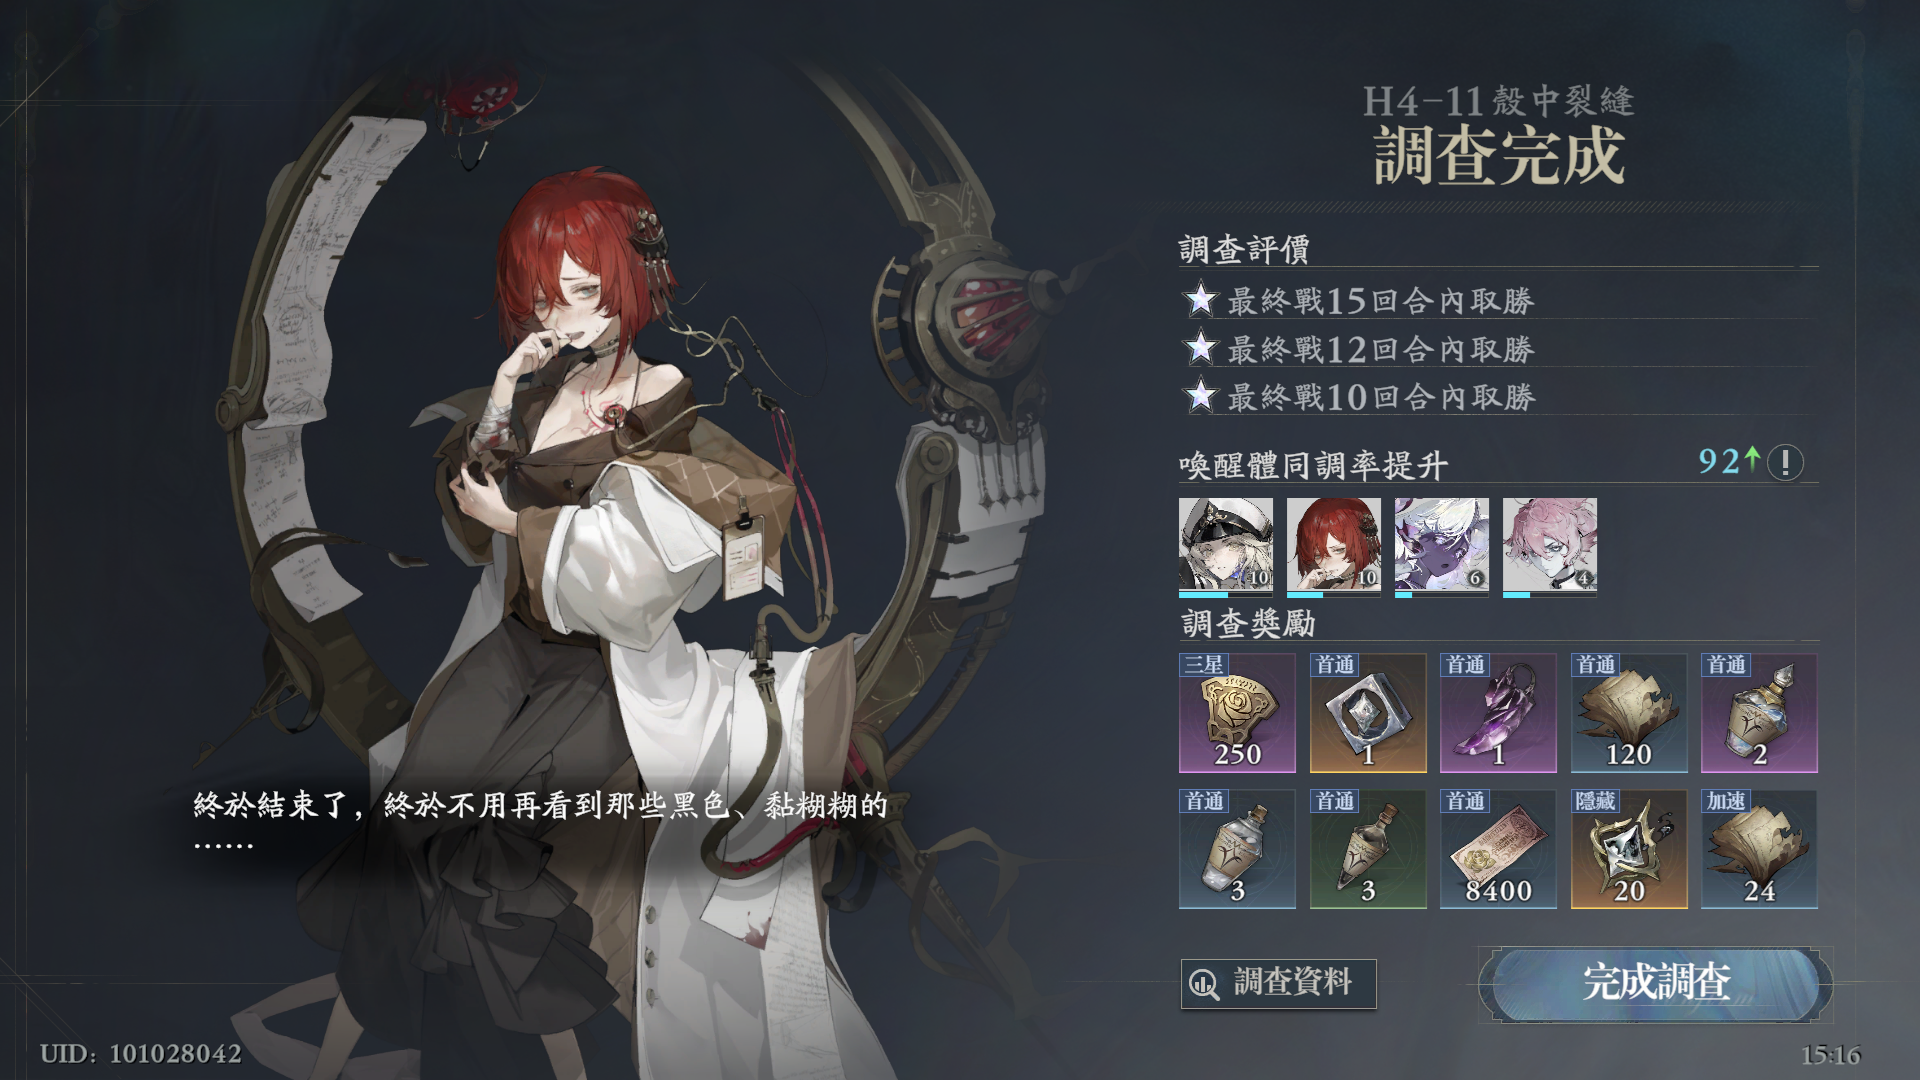 H4-11 殼中裂縫
調查完成
調查評價
最終戰15回合內取勝
最終戰12回合內取勝
最終戰10回合內取勝
喚醒體同調率提升
92
10
10
6
4
調查獎勵
三星
250
首通
1
首通
1
首通
120
首通
2
首通
3
首通
3
首通
8400
隱藏
20
加速
24
終於結束了，終於不用再看到那些黑色、黏糊糊的
……
調查資料
完成調查
UID: 101028042
15:16